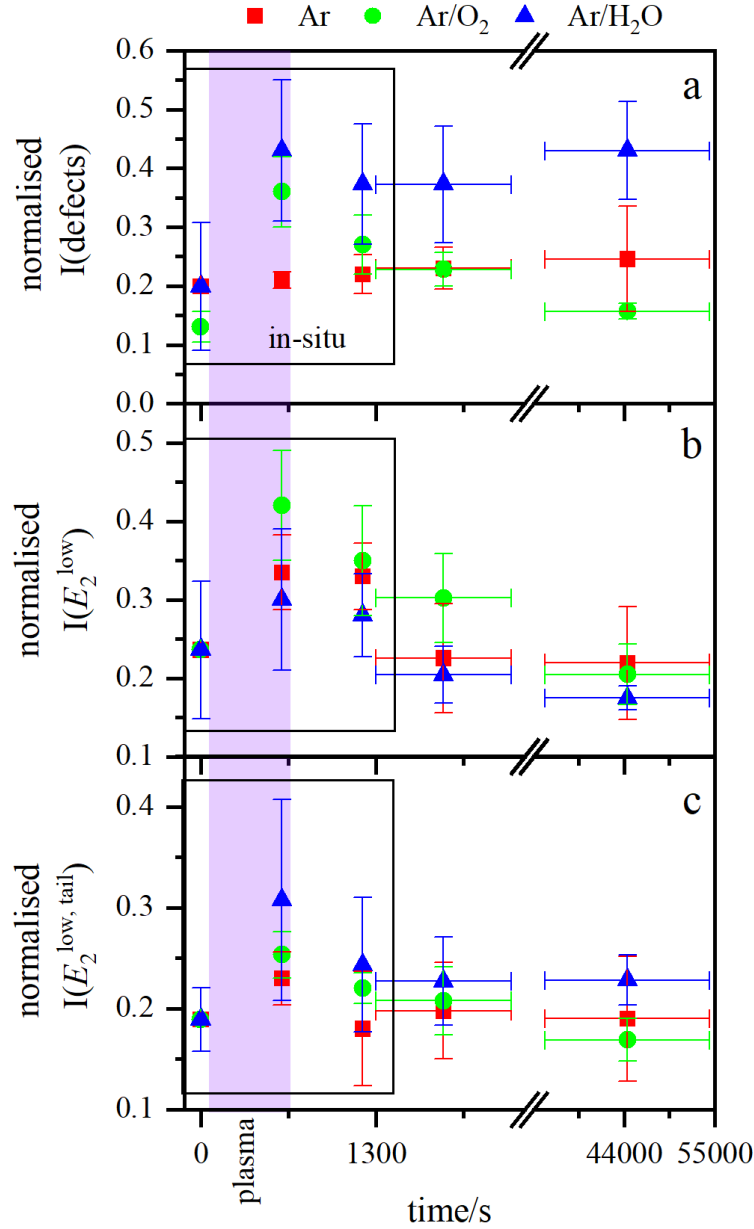 Ar Ar/O₂ Ar/H₂O
a
normalised
I(defects)
0.6
0.5
0.4
0.3
0.2
0.1
0.0
in-situ
b
normalised
I(E₂ˡᵒʷ)
0.5
0.4
0.3
0.2
0.1
c
normalised
I(E₂ˡᵒʷ, ᵗᵃⁱˡ)
0.4
0.3
0.2
0.1
0 plasma 1300 44000 55000
time/s